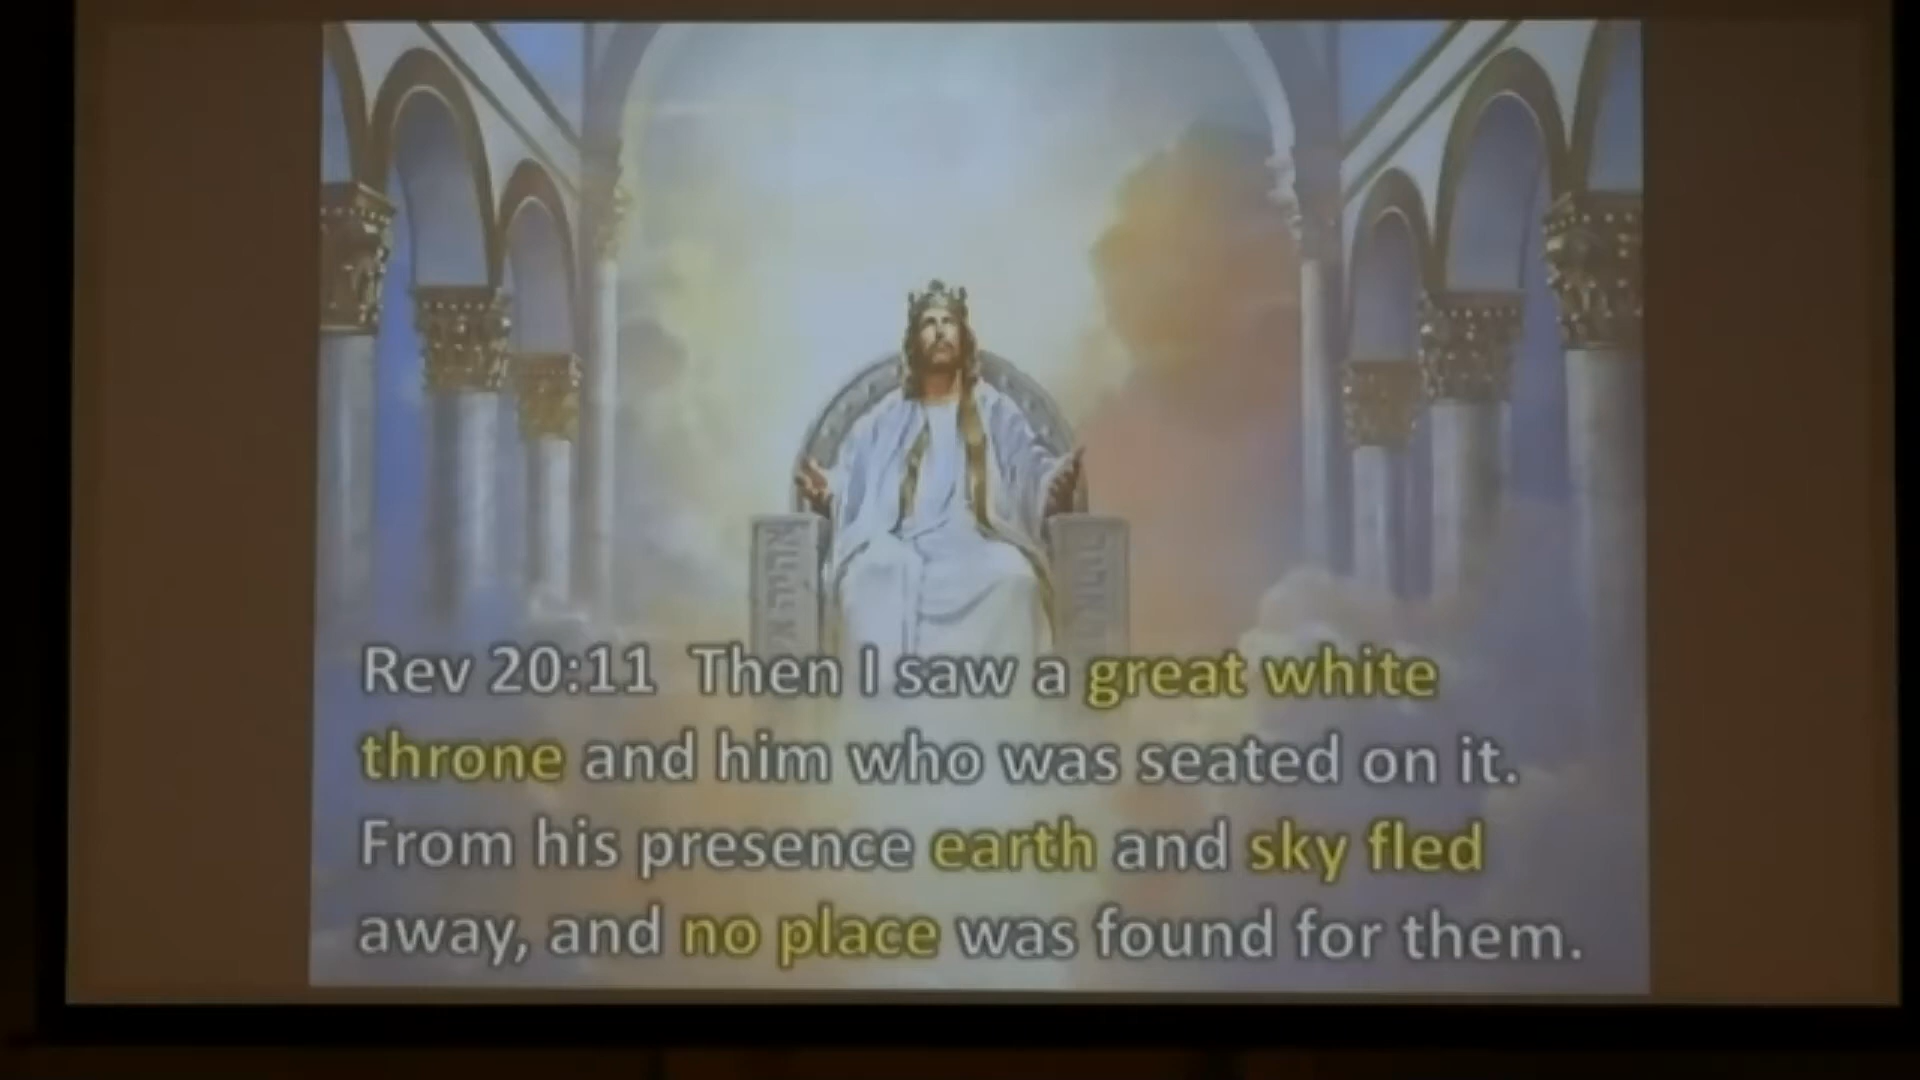 Rev 20:11 Then I saw a great white
throne and him who was seated on it.
From his presence earth and sky fled
away, and no place was found for them.